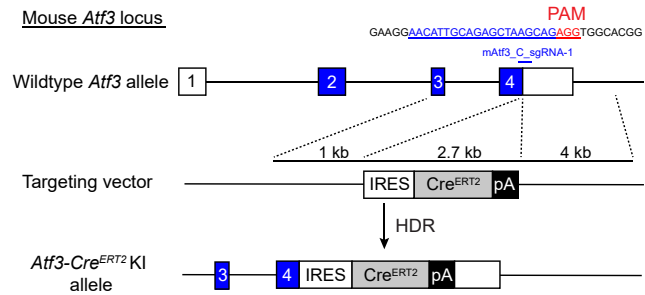 Mouse Atf3 locus
PAM
GAAGGAACATTGCAGAGCTAAGCAGAGGTGGCACGG
mAtf3_C_sgRNA-1
Wildtype Atf3 allele 1 2 3 4
1 kb 2.7 kb 4 kb
Targeting vector IRES CreERT2 pA
HDR
Atf3-CreERT2 KI
allele
3 4 IRES CreERT2 pA